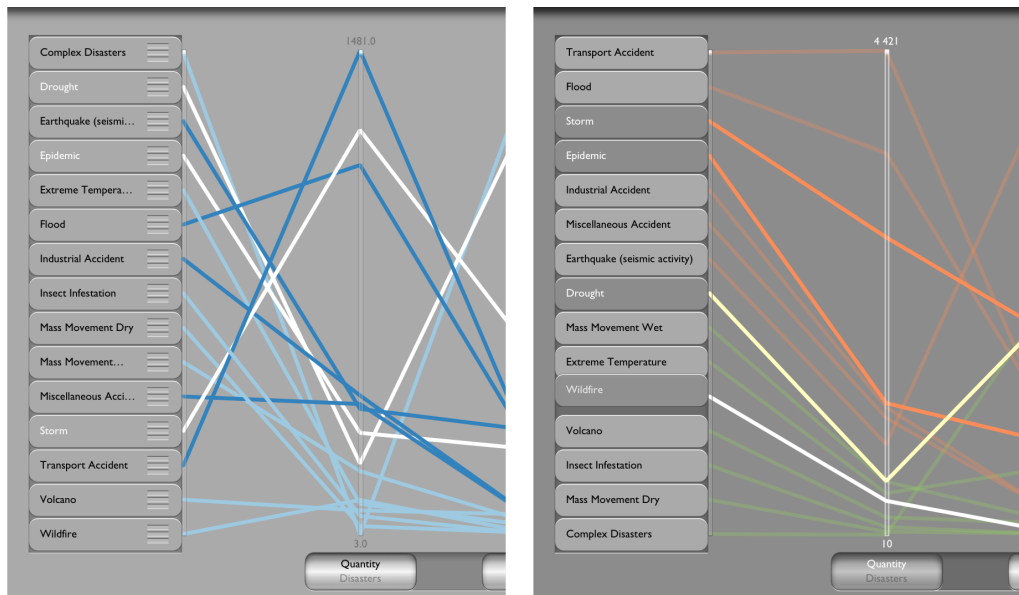 1481.0
Complex Disasters
Drought
Earthquake (seismi…
Epidemic
Extreme Tempera…
Flood
Industrial Accident
Insect Infestation
Mass Movement Dry
Mass Movement…
Miscellaneous Acci…
Storm
Transport Accident
Volcano
Wildfire
3.0
Quantity
Disasters
4 421
Transport Accident
Flood
Storm
Epidemic
Industrial Accident
Miscellaneous Accident
Earthquake (seismic activity)
Drought
Mass Movement Wet
Extreme Temperature
Wildfire
Volcano
Insect Infestation
Mass Movement Dry
Complex Disasters
10
Quantity
Disasters